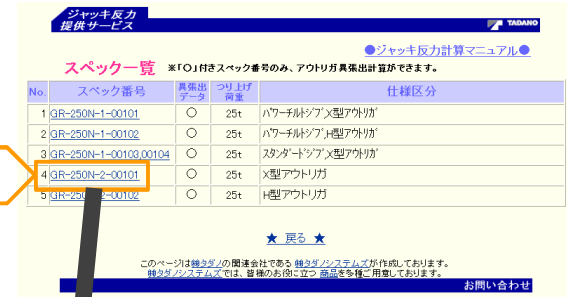 ジャッキ反力
提供サービス
TADANO
●ジャッキ反力計算マニュアル●
スペック一覧 ※「○」付きスペック番号のみ、アウトリガ異張出計算ができます。
No. スペック番号 異張出データ つり上げ荷重 仕様区分
1 GR-250N-1-00101 ○ 25t ﾊﾟﾜｰﾁﾙﾄｼﾞﾌﾞ,X型ｱｳﾄﾘｶﾞ
2 GR-250N-1-00102 ○ 25t ﾊﾟﾜｰﾁﾙﾄｼﾞﾌﾞ,H型ｱｳﾄﾘｶﾞ
3 GR-250N-1-00103,00104 ○ 25t ｽﾀﾝﾀﾞｰﾄﾞｼﾞﾌﾞ,X型ｱｳﾄﾘｶﾞ
4 GR-250N-2-00101 ○ 25t X型アウトリガ
5 GR-250N-2-00102 ○ 25t H型アウトリガ
★ 戻る ★
このページは㈱タダノの関連会社である ㈱タダノシステムズが作成しております。
㈱タダノシステムズでは、皆様のお役に立つ 商品を多種ご用意しております。
お問い合わせ